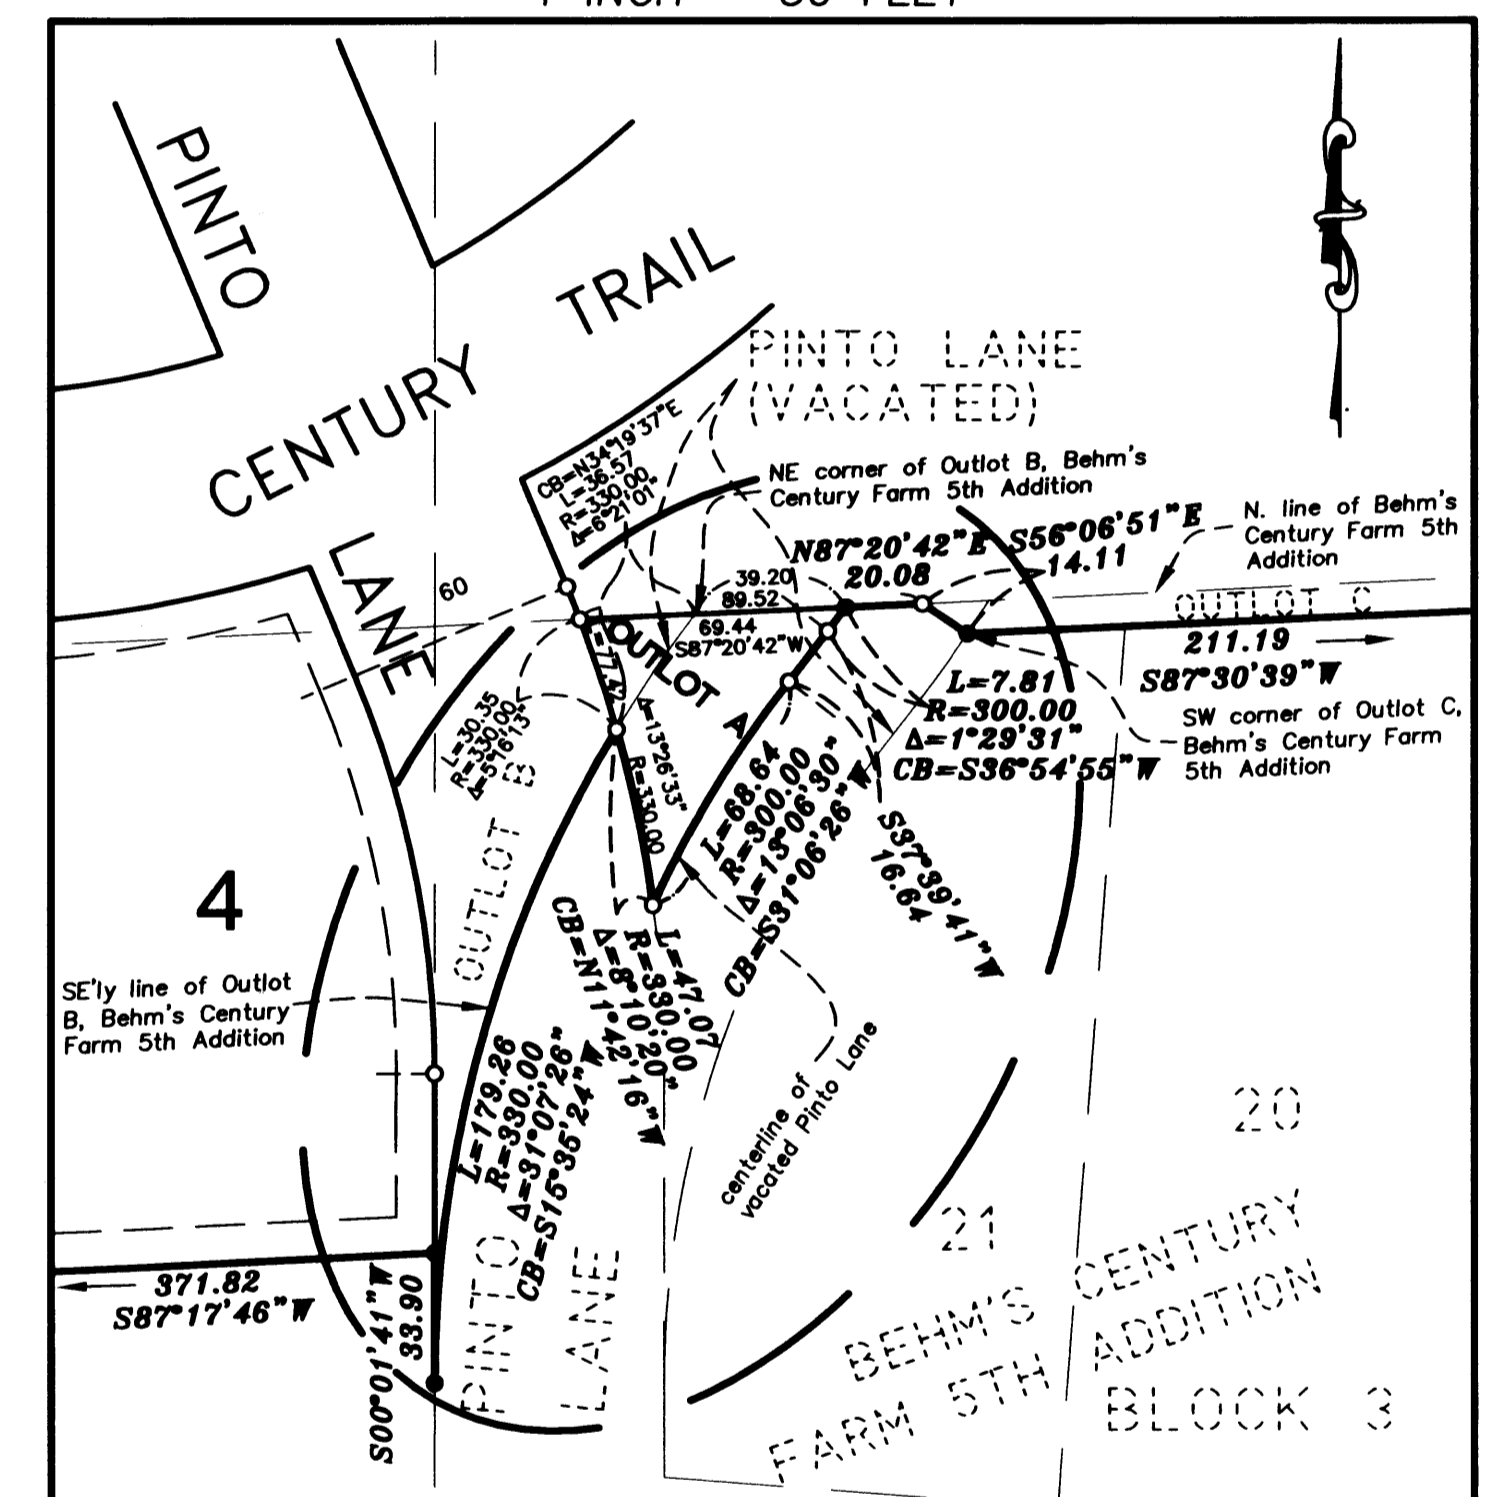 PINTO
CENTURY TRAIL
LANE
60
PINTO LANE
(VACATED)
CB=N34°19'37"E
L=36.57
R=330.00
Δ=6°21'01"
NE corner of Outlot B, Behm's
Century Farm 5th Addition
N87°20'42"E
20.08
S56°06'51"E
14.11
N. line of Behm's
Century Farm 5th
Addition
OUTLOT C
39.20
89.52
69.44
S87°20'42"W
211.19
S87°30'39"W
OUTLOT A
L=77.42
Δ=13°26'33"
R=330.00
L=30.35
R=330.00
Δ=5°16'13"
L=7.81
R=300.00
Δ=1°29'31"
CB=S36°54'55"W
SW corner of Outlot C,
Behm's Century Farm
5th Addition
L=68.64
R=300.00
Δ=13°06'30"
CB=S31°06'26"W
S37°39'41"W
16.64
OUTLOT B
4
SE'ly line of Outlot
B, Behm's Century
Farm 5th Addition
L=47.07
R=330.00
Δ=8°10'20"
CB=N11°42'16"W
L=179.26
R=330.00
Δ=31°07'26"
CB=S15°35'24"W
centerline of
vacated Pinto Lane
20
21
371.82
S87°17'46"W
S00°01'41"W
33.90
PINTO
LANE
BEHM'S CENTURY
FARM 5TH ADDITION
BLOCK 3